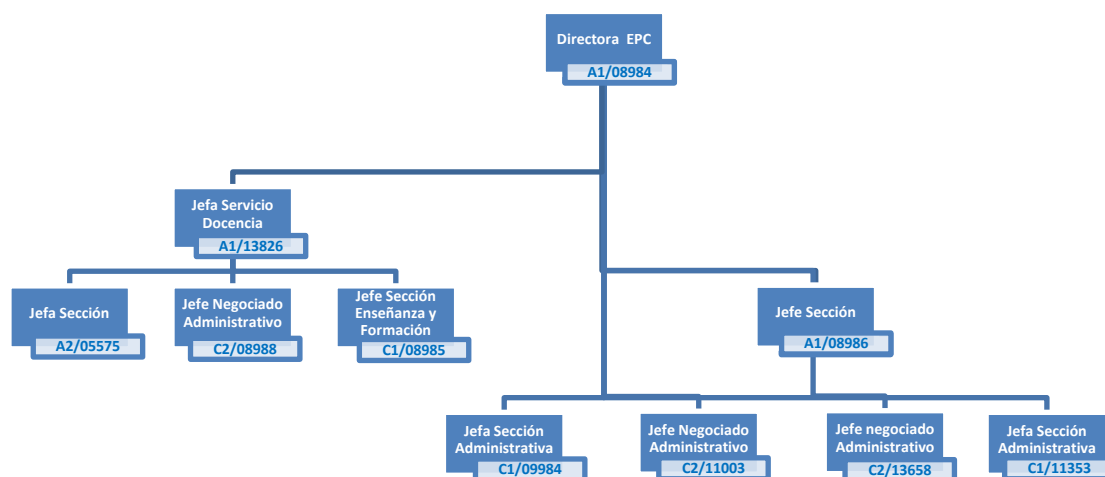 Directora EPC
A1/08984
Jefa Servicio
Docencia
A1/13826
Jefa Sección
A2/05575
Jefe Negociado
Administrativo
C2/08988
Jefe Sección
Enseñanza y
Formación
C1/08985
Jefe Sección
A1/08986
Jefa Sección
Administrativa
C1/09984
Jefe Negociado
Administrativo
C2/11003
Jefe negociado
Administrativo
C2/13658
Jefa Sección
Administrativa
C1/11353